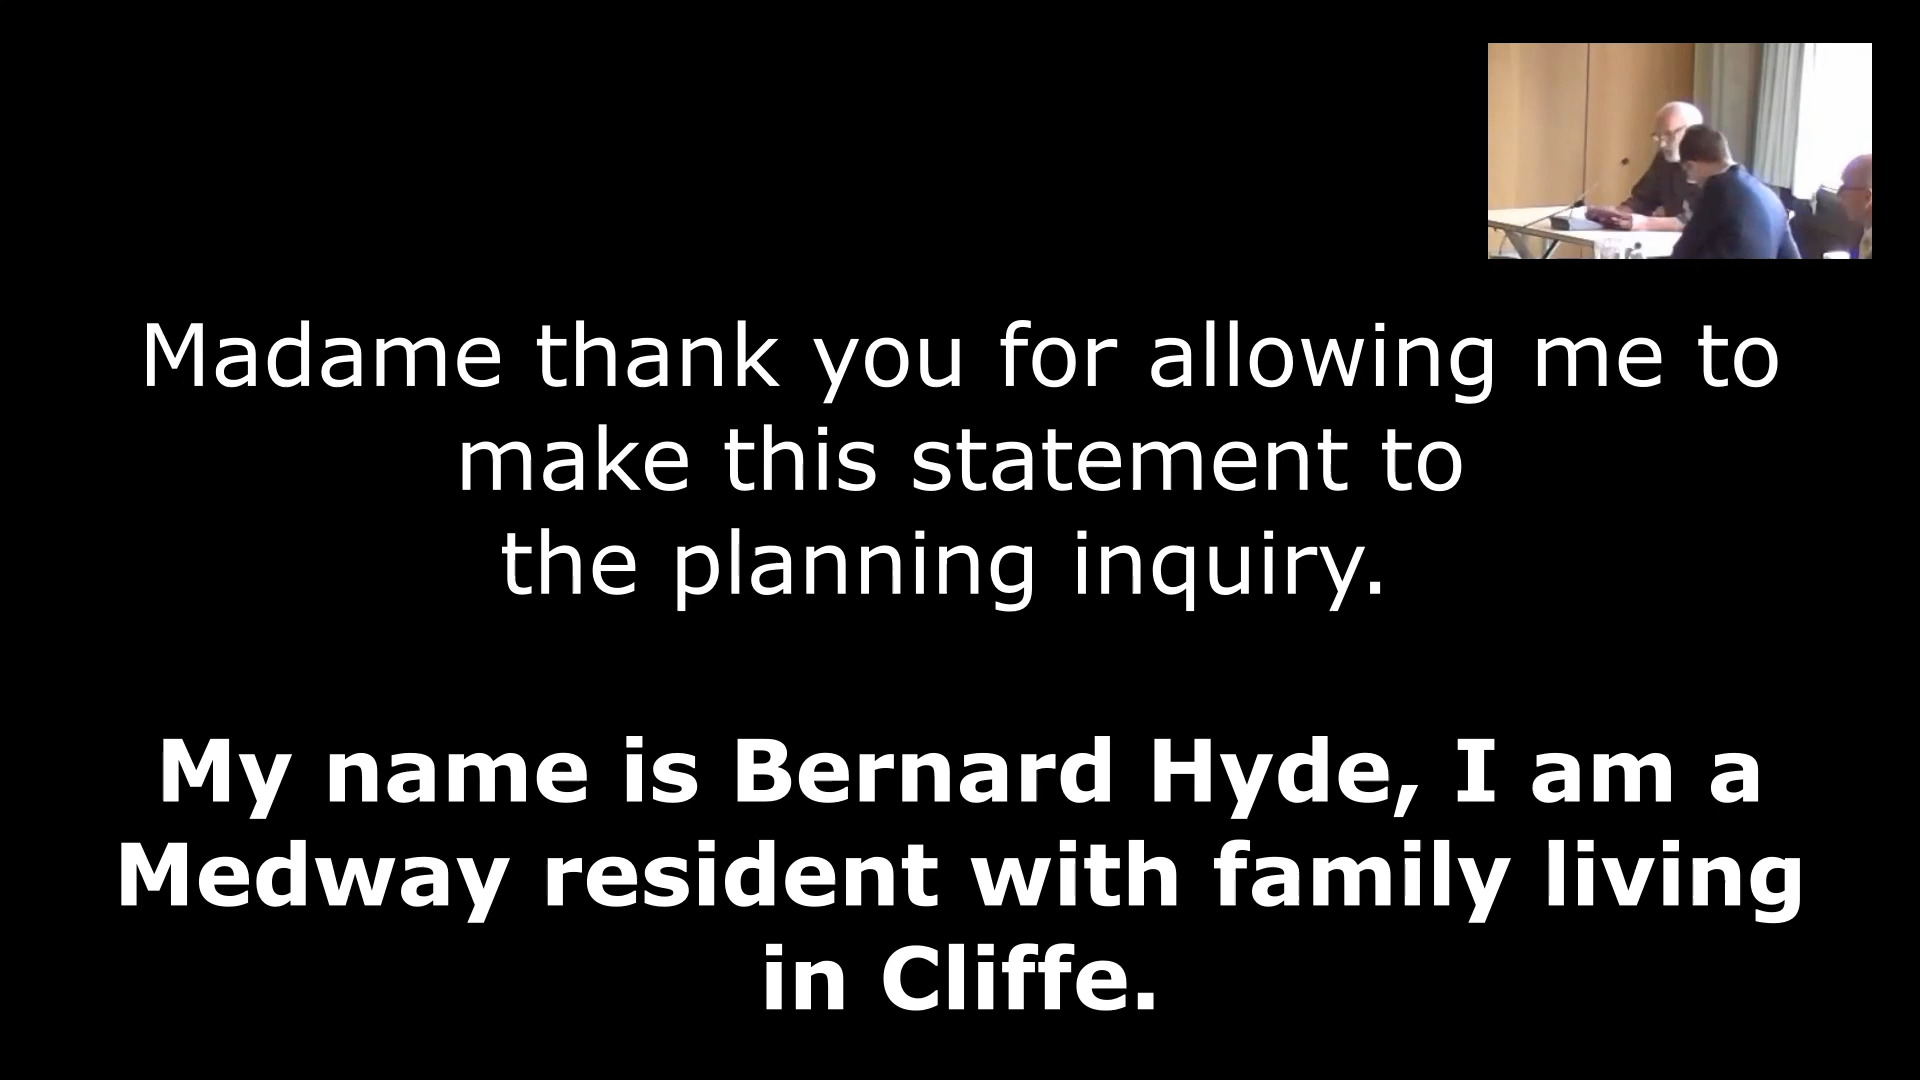 Madame thank you for allowing me to
make this statement to
the planning inquiry.
My name is Bernard Hyde, I am a
Medway resident with family living
in Cliffe.